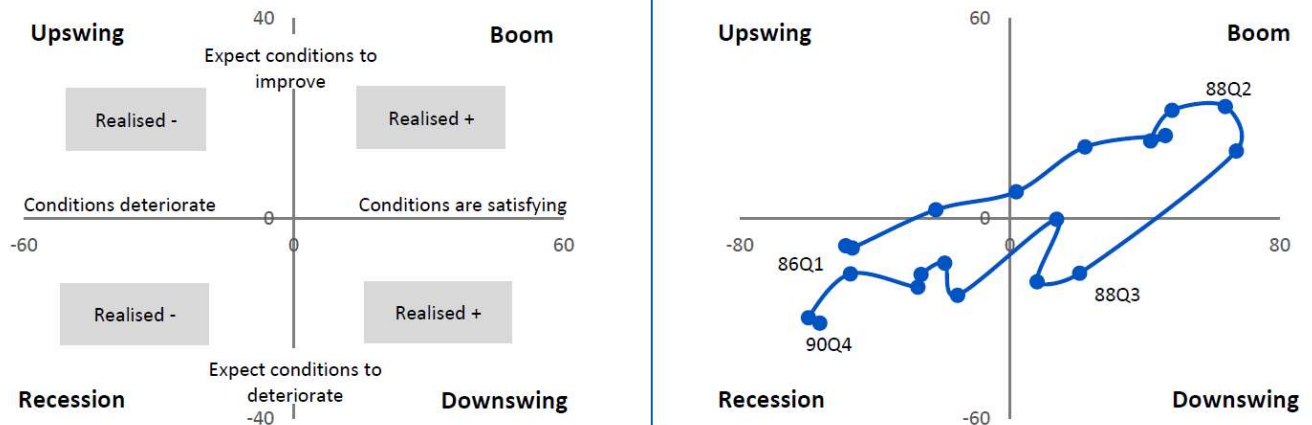 40
Upswing
Boom
Expect conditions to
improve
Realised -
Realised +
Conditions deteriorate
0
Conditions are satisfying
-60
0
60
Realised -
Realised +
Expect conditions to
deteriorate
Recession
Downswing
-40
60
Upswing
Boom
88Q2
0
-80
0
80
86Q1
88Q3
90Q4
Recession
Downswing
-60